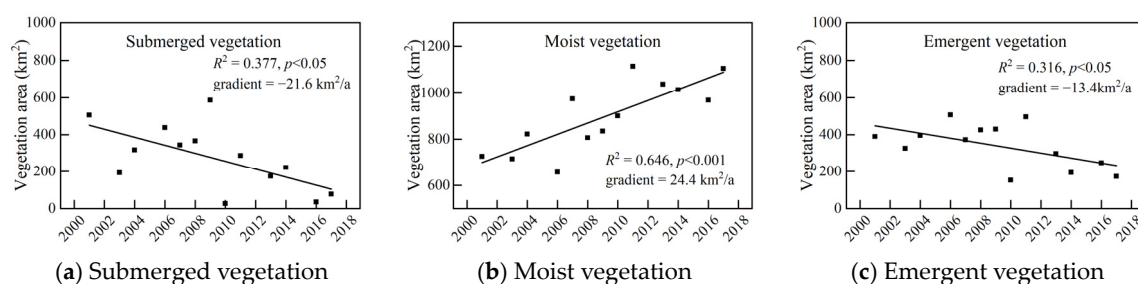 Vegetation area (km²)
1000
800
600
400
200
0
Submerged vegetation
R² = 0.377, p<0.05
gradient = −21.6 km²/a
2000 2002 2004 2006 2008 2010 2012 2014 2016 2018
(a) Submerged vegetation
Vegetation area (km²)
1200
1000
800
600
Moist vegetation
R² = 0.646, p<0.001
gradient = 24.4 km²/a
2000 2002 2004 2006 2008 2010 2012 2014 2016 2018
(b) Moist vegetation
Vegetation area (km²)
1000
800
600
400
200
0
Emergent vegetation
R² = 0.316, p<0.05
gradient = −13.4km²/a
2000 2002 2004 2006 2008 2010 2012 2014 2016 2018
(c) Emergent vegetation